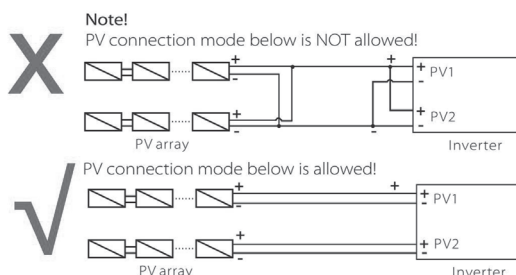 Note!
PV connection mode below is NOT allowed!
X
+
-
+
-
+
-
+ PV1
-
+ PV2
-
PV array
Inverter
PV connection mode below is allowed!
√
+
-
+
+ PV1
-
+
-
+ PV2
-
PV array
Inverter